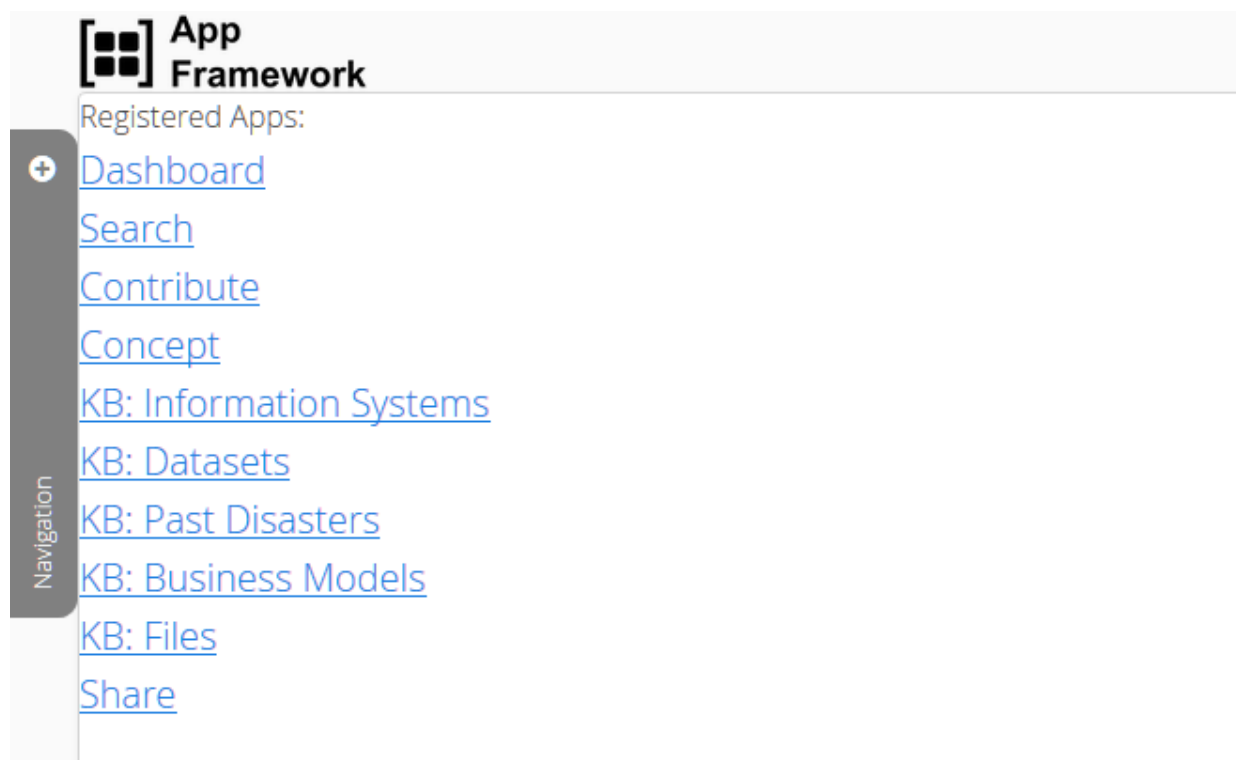 App
Framework
Registered Apps:
Dashboard
Search
Contribute
Concept
KB: Information Systems
KB: Datasets
KB: Past Disasters
KB: Business Models
KB: Files
Share
Navigation